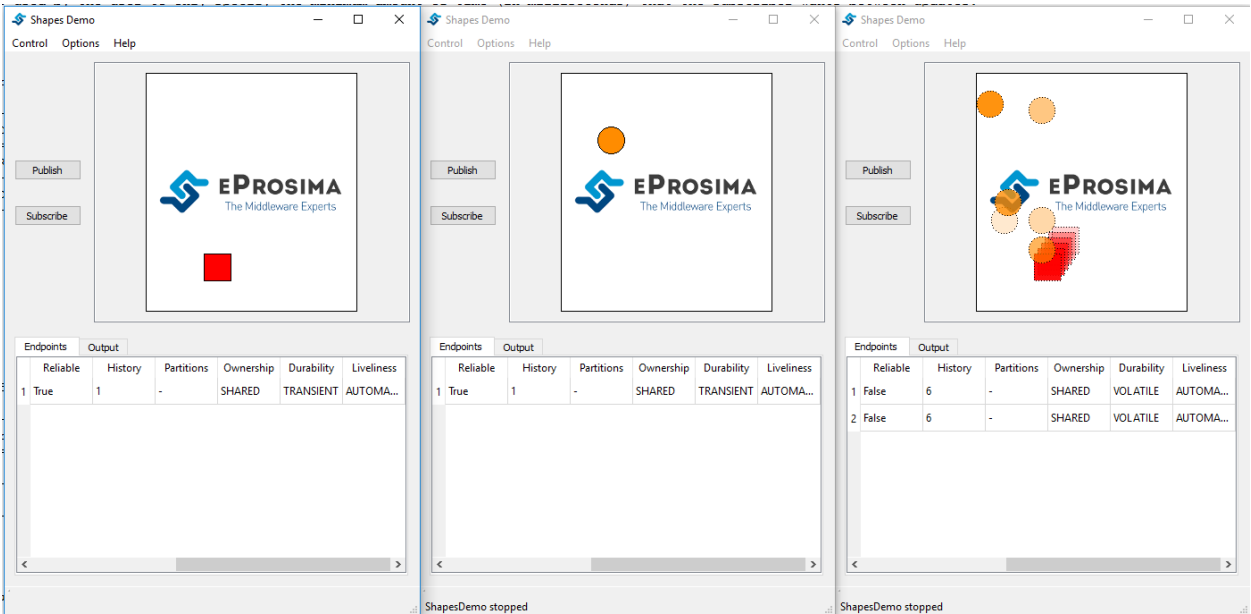 Shapes Demo
Control Options Help
Publish
Subscribe
EPROSIMA
The Middleware Experts
Endpoints Output
Reliable History Partitions Ownership Durability Liveliness
1 True 1 - SHARED TRANSIENT AUTOMA...
Shapes Demo
Control Options Help
Publish
Subscribe
EPROSIMA
The Middleware Experts
Endpoints Output
Reliable History Partitions Ownership Durability Liveliness
1 True 1 - SHARED TRANSIENT AUTOMA...
ShapesDemo stopped
Shapes Demo
Control Options Help
Publish
Subscribe
EPROSIMA
The Middleware Experts
Endpoints Output
Reliable History Partitions Ownership Durability Liveliness
1 False 6 - SHARED VOLATILE AUTOMA...
2 False 6 - SHARED VOLATILE AUTOMA...
ShapesDemo stopped